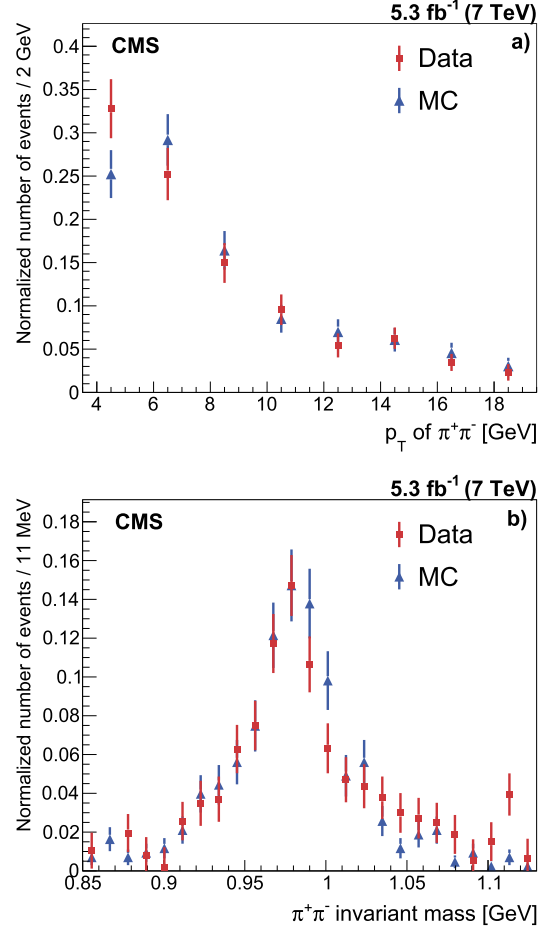 5.3 fb⁻¹ (7 TeV)
CMS
a)
Data
MC
Normalized number of events / 2 GeV
0.4
0.35
0.3
0.25
0.2
0.15
0.1
0.05
0
4 6 8 10 12 14 16 18
p_T of π⁺π⁻ [GeV]
5.3 fb⁻¹ (7 TeV)
CMS
b)
Data
MC
Normalized number of events / 11 MeV
0.18
0.16
0.14
0.12
0.1
0.08
0.06
0.04
0.02
0
0.85 0.9 0.95 1 1.05 1.1
π⁺π⁻ invariant mass [GeV]